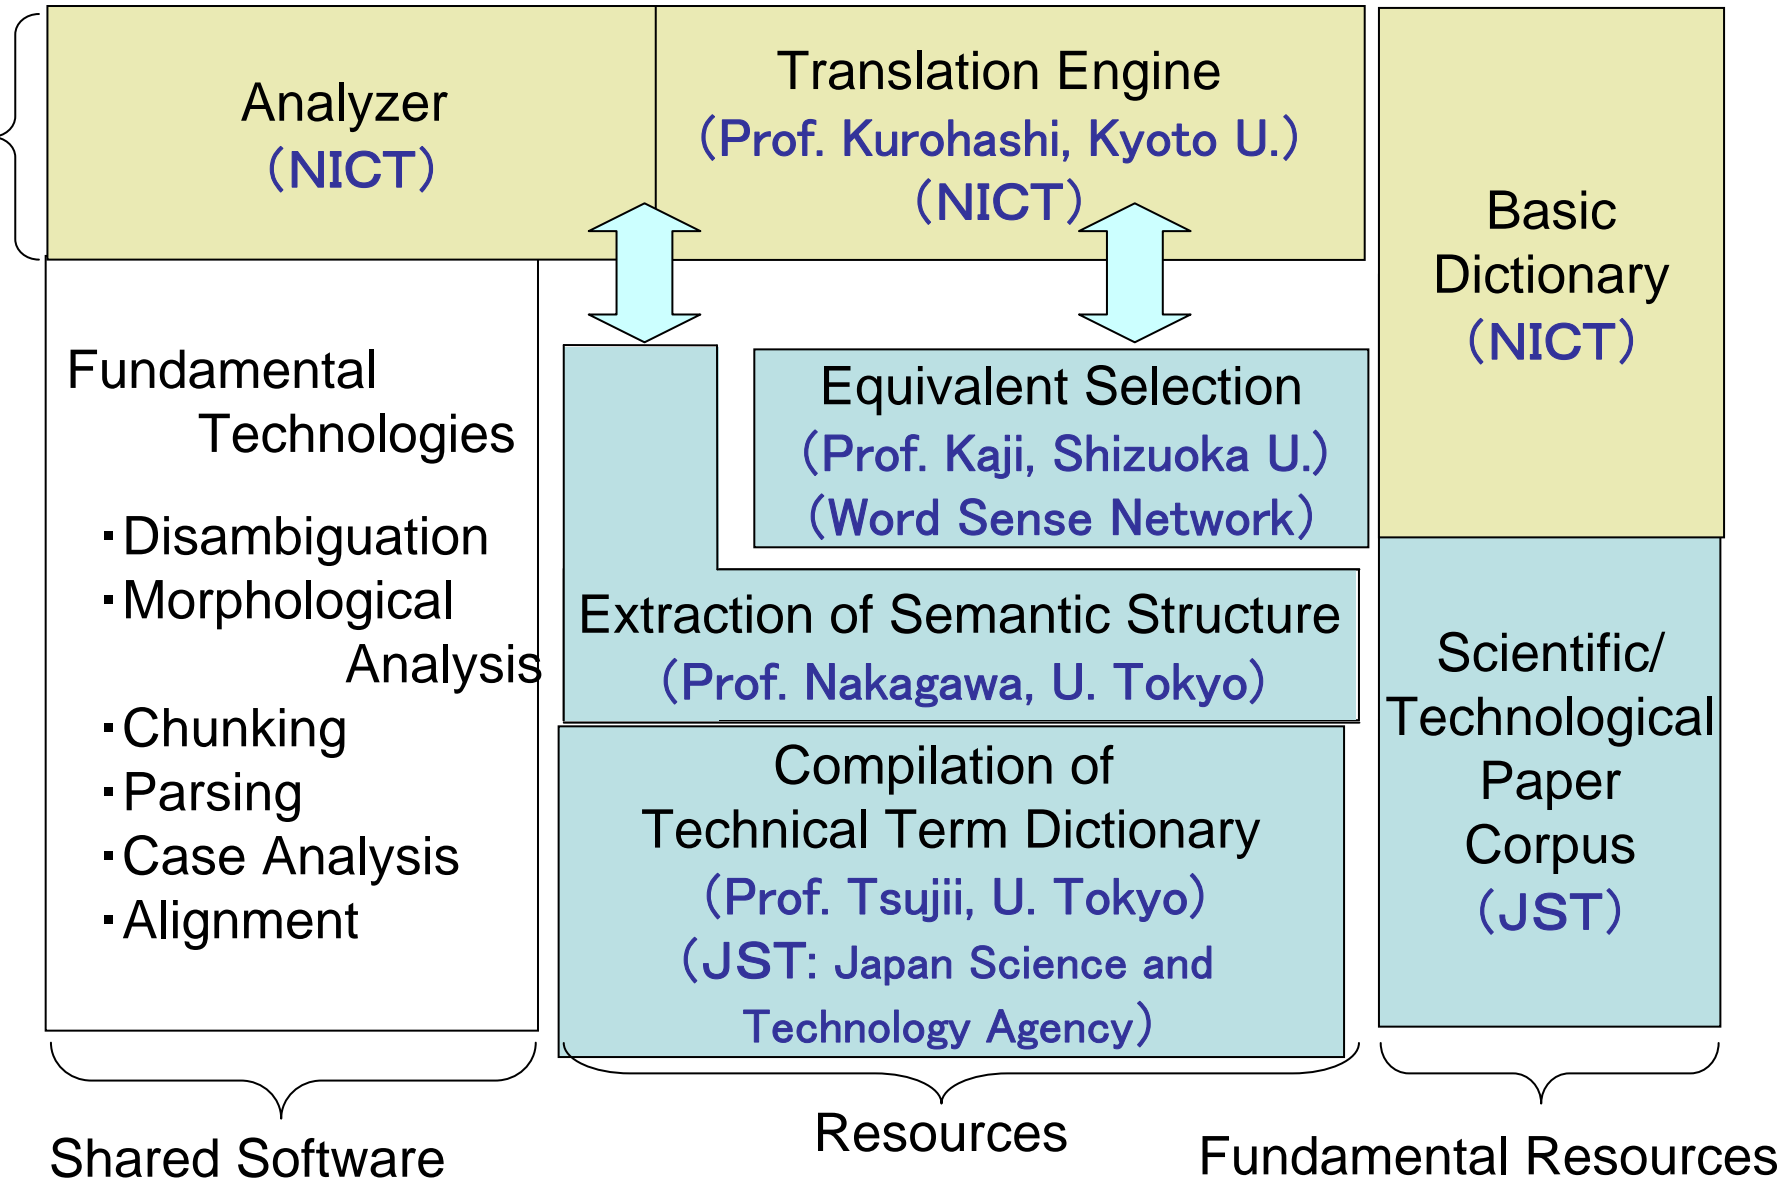 Analyzer
（NICT）
Translation Engine
（Prof. Kurohashi, Kyoto U.）
（NICT）
Basic
Dictionary
（NICT）
Fundamental
Technologies
・Disambiguation
・Morphological
Analysis
・Chunking
・Parsing
・Case Analysis
・Alignment
Equivalent Selection
（Prof. Kaji, Shizuoka U.）
（Word Sense Network）
Extraction of Semantic Structure
（Prof. Nakagawa, U. Tokyo）
Compilation of
Technical Term Dictionary
（Prof. Tsujii, U. Tokyo）
（JST: Japan Science and
Technology Agency）
Scientific/
Technological
Paper
Corpus
（JST）
Shared Software
Resources
Fundamental Resources